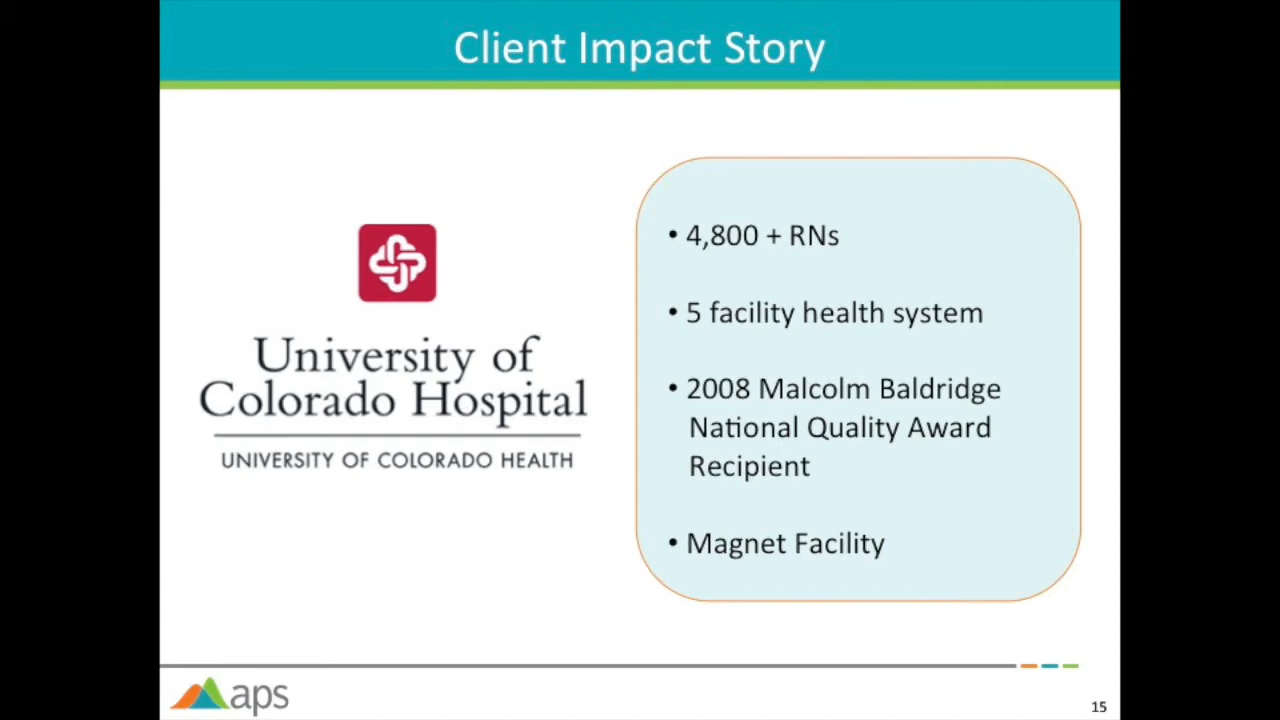 Client Impact Story
University of
Colorado Hospital
UNIVERSITY OF COLORADO HEALTH
• 4,800 + RNs
• 5 facility health system
• 2008 Malcolm Baldridge
National Quality Award
Recipient
• Magnet Facility
aps
15